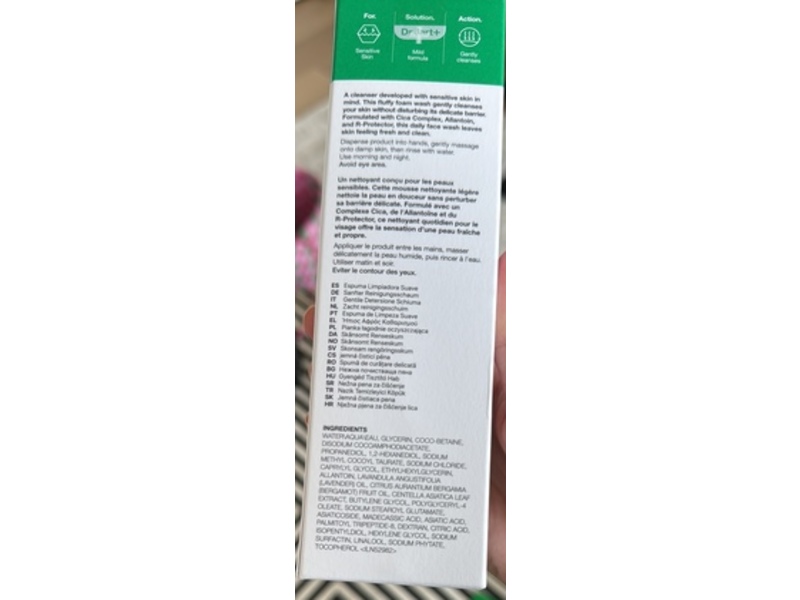 For.
Solution.
Action.
Dr.Jart+
Sensitive
Skin
Mild
formula
Gently
cleanses
A cleanser developed with sensitive skin in
mind. This fluffy foam wash gently cleanses
your skin without disturbing its delicate barrier.
Formulated with Cica Complex, Allantoin,
and R-Protector, this daily face wash leaves
skin feeling fresh and clean.
Dispense product into hands, gently massage
onto damp skin, then rinse with water.
Use morning and night.
Avoid eye area.
Un nettoyant conçu pour les peaux
sensibles. Cette mousse nettoyante légère
nettoie la peau en douceur sans perturber
sa barrière délicate. Formulé avec un
Complexe Cica, de l'Allantoïne et du
R-Protector, ce nettoyant quotidien pour le
visage offre la sensation d'une peau fraîche
et propre.
Appliquer le produit entre les mains, masser
délicatement la peau humide, puis rincer à l'eau.
Utiliser matin et soir.
Eviter le contour des yeux.
ES Espuma Limpiadora Suave
DE Sanfter Reinigungsschaum
IT Gentile Detersione Schiuma
NL Zacht reinigingsschuim
PT Espuma de Limpeza Suave
EL Ήπιος Αφρός Καθαρισμού
PL Pianka łagodnie oczyszczająca
DA Skånsomt Renseskum
NO Skånsomt Renseskum
SV Skonsam rengöringsskum
CS jemná čisticí pěna
RO Spumă de curățare delicată
BG Нежна почистваща пяна
HU Gyengéd Tisztító Hab
SR Nežna pena za čišćenje
TR Nazik Temizleyici Köpük
SK Jemná čistiaca pena
HR Nježna pjena za čišćenje lica
INGREDIENTS
WATER\AQUA\EAU, GLYCERIN, COCO-BETAINE,
DISODIUM COCOAMPHODIACETATE,
PROPANEDIOL, 1,2-HEXANEDIOL, SODIUM
METHYL COCOYL TAURATE, SODIUM CHLORIDE,
CAPRYLYL GLYCOL, ETHYLHEXYLGLYCERIN,
ALLANTOIN, LAVANDULA ANGUSTIFOLIA
(LAVENDER) OIL, CITRUS AURANTIUM BERGAMIA
(BERGAMOT) FRUIT OIL, CENTELLA ASIATICA LEAF
EXTRACT, BUTYLENE GLYCOL, POLYGLYCERYL-4
OLEATE, SODIUM STEAROYL GLUTAMATE,
ASIATICOSIDE, MADECASSIC ACID, ASIATIC ACID,
PALMITOYL TRIPEPTIDE-8, DEXTRAN, CITRIC ACID,
ISOPENTYLDIOL, HEXYLENE GLYCOL, SODIUM
SURFACTIN, LINALOOL, SODIUM PHYTATE,
TOCOPHEROL <ILN52982>